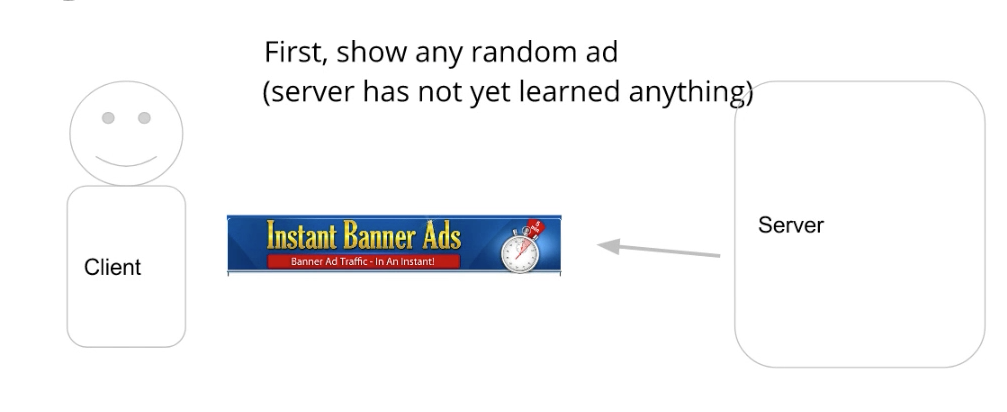 First, show any random ad
(server has not yet learned anything)
Instant Banner Ads
Banner Ad Traffic - In An Instant!
Server
Client